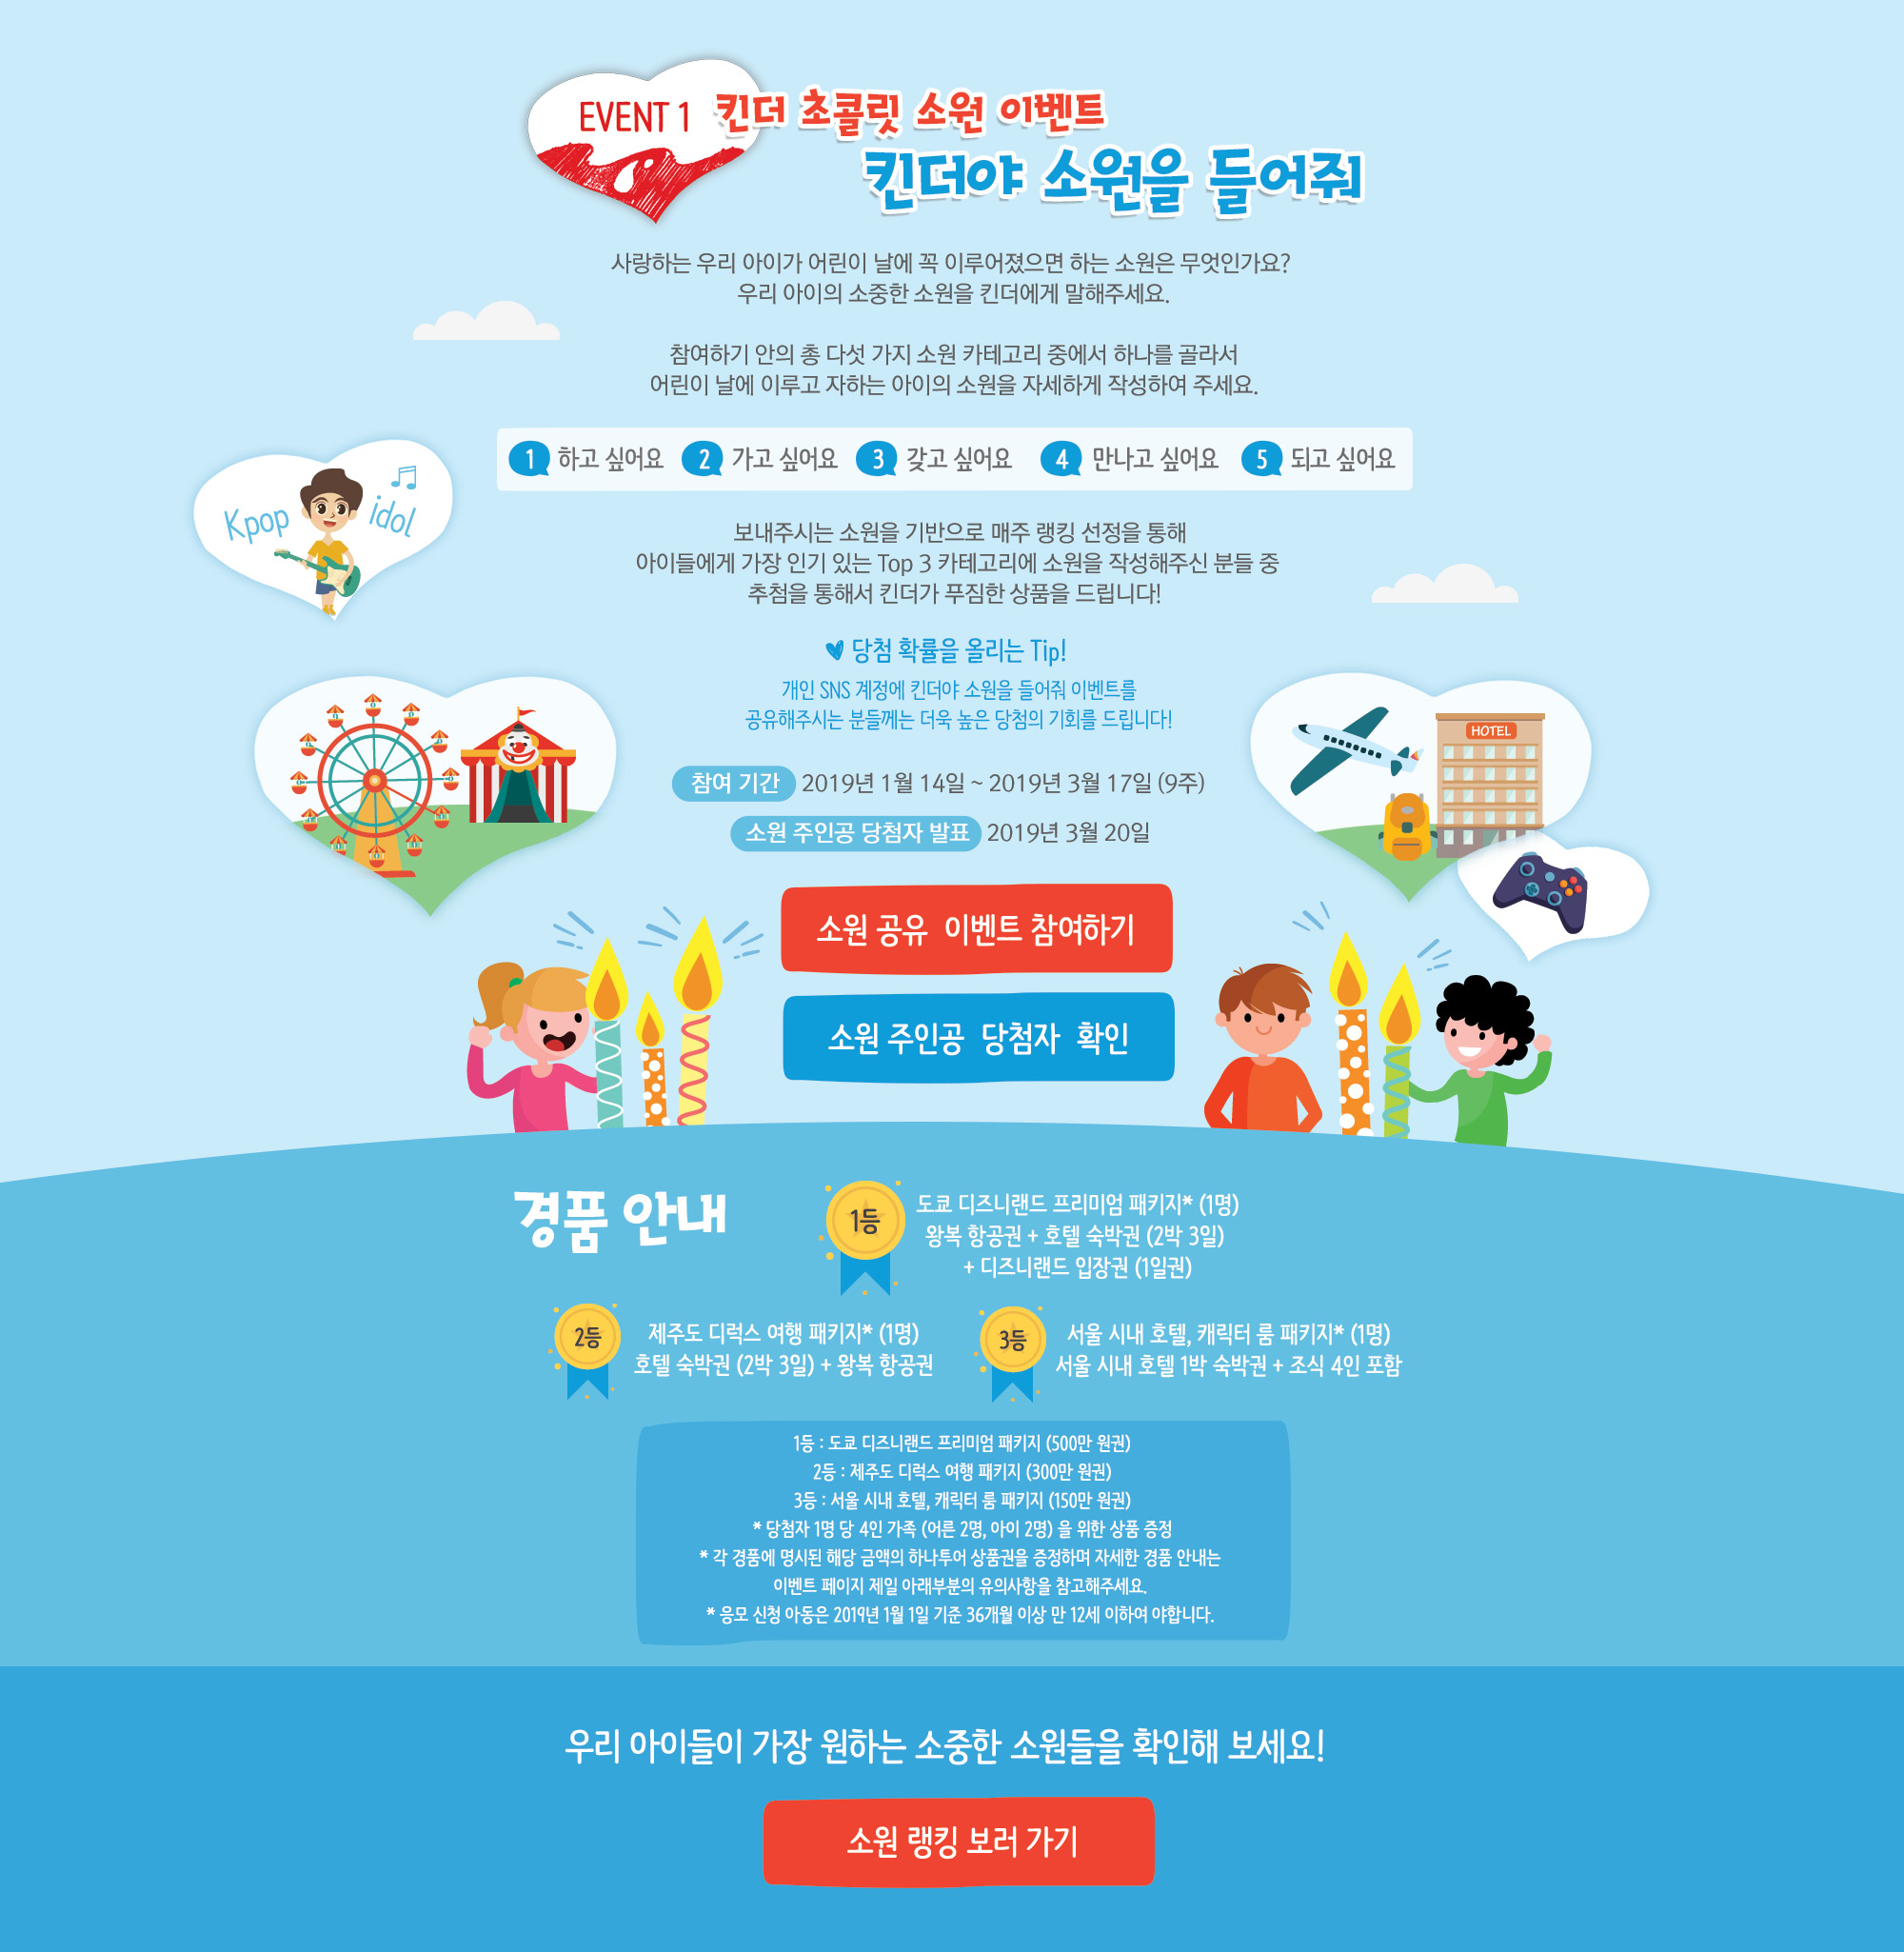 EVENT 1
킨더 초콜릿 소원 이벤트
킨더야 소원을 들어줘
사랑하는 우리 아이가 어린이 날에 꼭 이루어졌으면 하는 소원은 무엇인가요?
우리 아이의 소중한 소원을 킨더에게 말해주세요.
참여하기 안의 총 다섯 가지 소원 카테고리 중에서 하나를 골라서
어린이 날에 이루고 자하는 아이의 소원을 자세하게 작성하여 주세요.
1 하고 싶어요 2 가고 싶어요 3 갖고 싶어요 4 만나고 싶어요 5 되고 싶어요
Kpop idol
보내주시는 소원을 기반으로 매주 랭킹 선정을 통해
아이들에게 가장 인기 있는 Top 3 카테고리에 소원을 작성해주신 분들 중
추첨을 통해서 킨더가 푸짐한 상품을 드립니다!
당첨 확률을 올리는 Tip!
개인 SNS 계정에 킨더야 소원을 들어줘 이벤트를
공유해주시는 분들께는 더욱 높은 당첨의 기회를 드립니다!
HOTEL
참여 기간 2019년 1월 14일 ~ 2019년 3월 17일 (9주)
소원 주인공 당첨자 발표 2019년 3월 20일
소원 공유 이벤트 참여하기
소원 주인공 당첨자 확인
경품 안내
1등
도쿄 디즈니랜드 프리미엄 패키지* (1명)
왕복 항공권 + 호텔 숙박권 (2박 3일)
+ 디즈니랜드 입장권 (1일권)
2등
제주도 디럭스 여행 패키지* (1명)
호텔 숙박권 (2박 3일) + 왕복 항공권
3등
서울 시내 호텔, 캐릭터 룸 패키지* (1명)
서울 시내 호텔 1박 숙박권 + 조식 4인 포함
1등 : 도쿄 디즈니랜드 프리미엄 패키지 (500만 원권)
2등 : 제주도 디럭스 여행 패키지 (300만 원권)
3등 : 서울 시내 호텔, 캐릭터 룸 패키지 (150만 원권)
* 당첨자 1명 당 4인 가족 (어른 2명, 아이 2명) 을 위한 상품 증정
* 각 경품에 명시된 해당 금액의 하나투어 상품권을 증정하며 자세한 경품 안내는
이벤트 페이지 제일 아래부분의 유의사항을 참고해주세요.
* 응모 신청 아동은 2019년 1월 1일 기준 36개월 이상 만 12세 이하여 야합니다.
우리 아이들이 가장 원하는 소중한 소원들을 확인해 보세요!
소원 랭킹 보러 가기